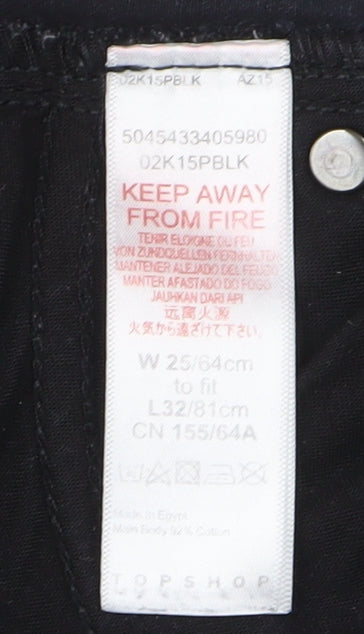 02K15PBLK AZ15
5045433405980
02K15PBLK
KEEP AWAY
FROM FIRE
TENIR ELOIGNE DU FEU
VON ZUNDQUELLEN FERNHALTEN
MANTENER ALEJADO DEL FUEGO
MANTER AFASTADO DO FOGO
JAUHKAN DARI API
远离火源
火気から遠ざけて下さい。
W 25/64cm
to fit
L32/81cm
CN 155/64A
Made in Egypt
Main Body 92% Cotton
TOPSHOP